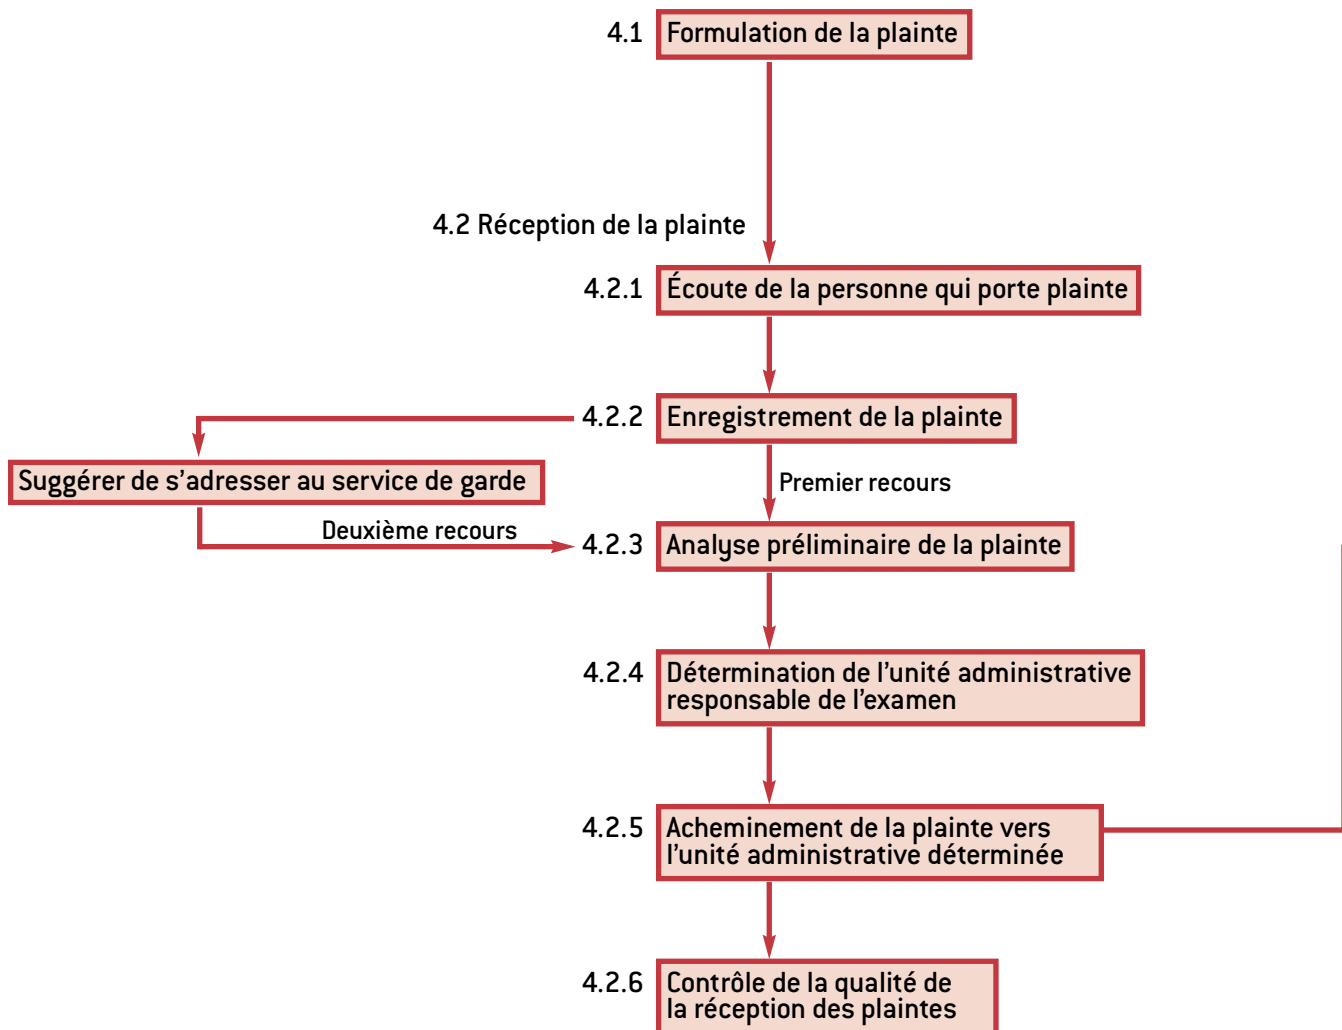 4.1 Formulation de la plainte
4.2 Réception de la plainte
4.2.1 Écoute de la personne qui porte plainte
4.2.2 Enregistrement de la plainte
Suggérer de s'adresser au service de garde
Premier recours
Deuxième recours
4.2.3 Analyse préliminaire de la plainte
4.2.4 Détermination de l'unité administrative
responsable de l'examen
4.2.5 Acheminement de la plainte vers
l'unité administrative déterminée
4.2.6 Contrôle de la qualité de
la réception des plaintes